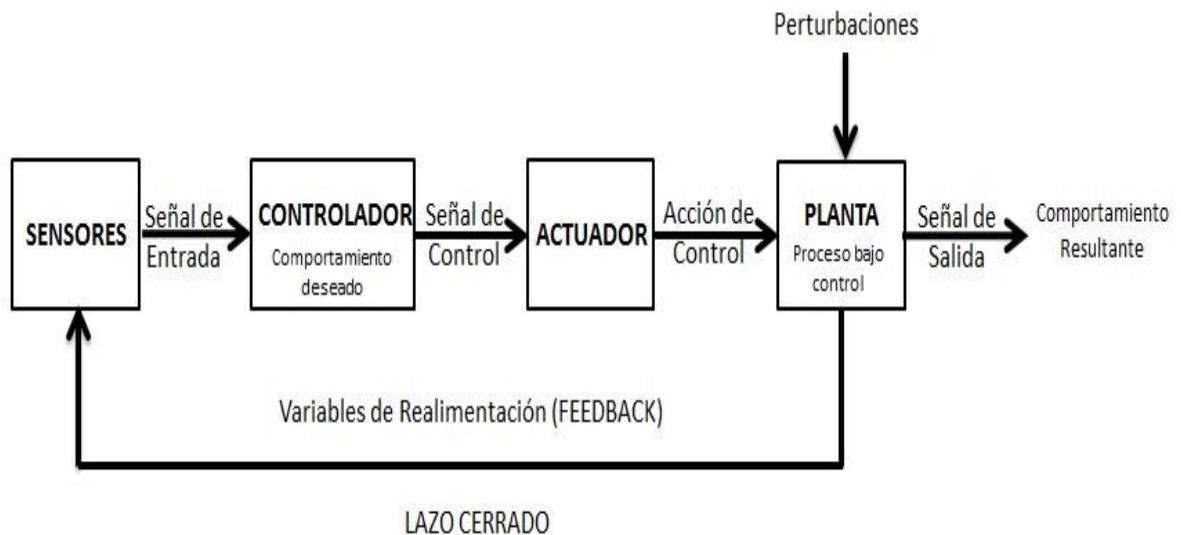 Perturbaciones
SENSORES
Señal de
Entrada
CONTROLADOR
Comportamiento
deseado
Señal de
Control
ACTUADOR
Acción de
Control
PLANTA
Proceso bajo
control
Señal de
Salida
Comportamiento
Resultante
Variables de Realimentación (FEEDBACK)
LAZO CERRADO